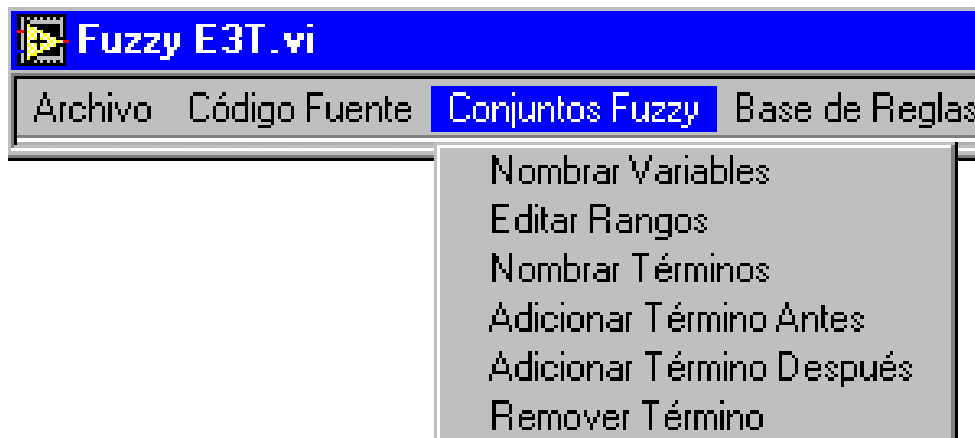 Fuzzy E3T.vi
Archivo Código Fuente Conjuntos Fuzzy Base de Reglas
Nombrar Variables
Editar Rangos
Nombrar Términos
Adicionar Término Antes
Adicionar Término Después
Remover Término